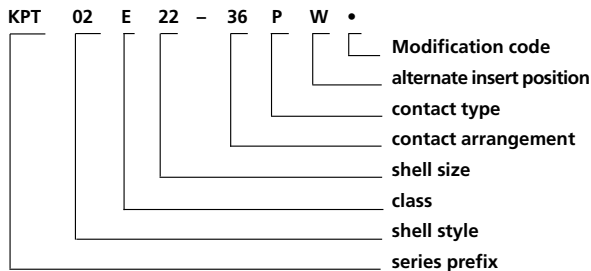 KPT 02 E 22 – 36 P W •
Modification code
alternate insert position
contact type
contact arrangement
shell size
class
shell style
series prefix